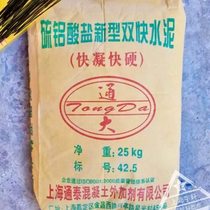 硫铝酸盐新型双快水泥
(快凝快硬)
通
TongDa
大
净 重：25kg
标 号：42.5
上海通泰混凝土外加剂有限公司